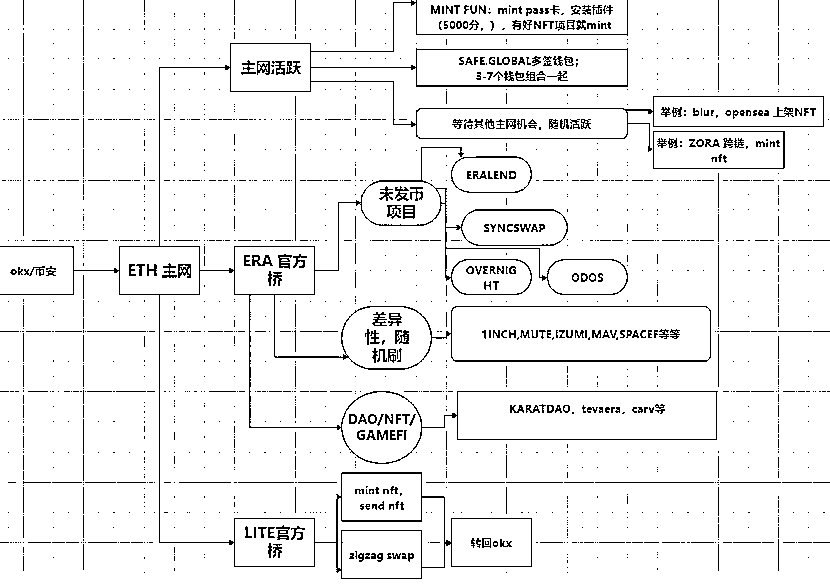 MINT FUN：mint pass卡，安装插件
（5000分，），有好NFT项目就mint
主网活跃
SAFE.GLOBAL多签钱包；
3-7个钱包组合一起
等待其他主网机会，随机活跃
举例：blur，opensea 上架NFT
举例：ZORA 跨链，mint
nft
未发币
项目
ERALEND
SYNCSWAP
OVERNIG
HT
ODOS
okx/币安
ETH 主网
ERA 官方
桥
差异
性，随
机刷
1INCH,MUTE,IZUMI,MAV,SPACEF等等
DAO/NFT/
GAMEFI
KARATDAO，tevaera，carv等
LITE官方
桥
mint nft，
send nft
zigzag swap
转回okx